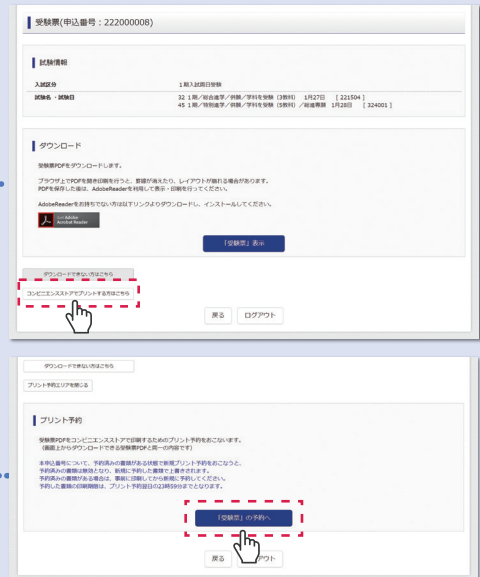 受験票(申込番号：222000008)
試験情報
入試区分 1期入試両日受験
試験名・試験日 32 1期／総合進学／併願／学科を受験（3教科） 1月27日 [ 221504 ]
45 1期／特別進学／併願／学科を受験（5教科）／総進専願 1月28日 [ 324001 ]
ダウンロード
受験票PDFをダウンロードします。
ブラウザ上でPDFを開き印刷を行うと、罫線が消えたり、レイアウトが崩れる場合があります。
PDFを保存した後は、AdobeReaderを利用して表示・印刷を行ってください。
AdobeReaderをお持ちでない方は以下リンクよりダウンロードし、インストールしてください。
Get Adobe
Acrobat Reader
「受験票」表示
ダウンロードできない方はこちら
コンビニエンスストアでプリントする方はこちら
戻る ログアウト
ダウンロードできない方はこちら
プリント予約エリアを閉じる
プリント予約
受験票PDFをコンビニエンスストアで印刷するためのプリント予約をおこないます。
（画面上からダウンロードできる受験票PDFと同一の内容です）
本申込番号について、予約済みの書類がある状態で新規プリント予約をおこなうと、
予約済みの書類は無効となり、新規に予約した書類で上書きされます。
予約済みの書類がある場合は、事前に印刷してから新規に予約してください。
予約した書類の印刷期限は、プリント予約翌日の23時59分までとなります。
「受験票」の予約へ
戻る アウト